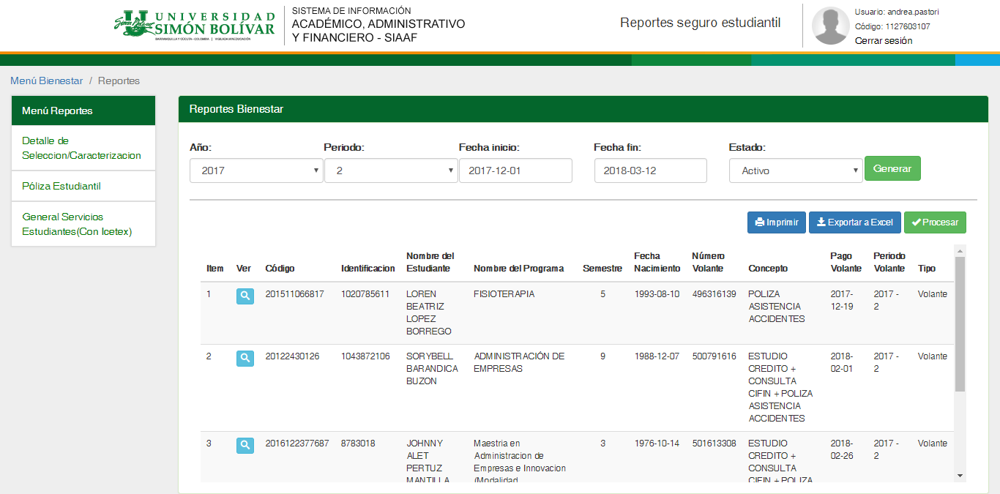 UNIVERSIDAD
SIMÓN BOLÍVAR
BARRANQUILLA Y CÚCUTA - COLOMBIA | VIGILADA MINEDUCACIÓN
SISTEMA DE INFORMACIÓN
ACADÉMICO, ADMINISTRATIVO
Y FINANCIERO - SIAAF
Reportes seguro estudiantil
Usuario: andrea.pastori
Código: 1127603107
Cerrar sesión
Menú Bienestar / Reportes
Menú Reportes
Detalle de
Seleccion/Caracterizacion
Póliza Estudiantil
General Servicios
Estudiantes(Con Icetex)
Reportes Bienestar
Año: Periodo: Fecha inicio: Fecha fin: Estado:
2017 2 2017-12-01 2018-03-12 Activo Generar
Imprimir Exportar a Excel Procesar
Nombre del Fecha Número Pago Periodo
Item Ver Código Identificacion Estudiante Nombre del Programa Semestre Nacimiento Volante Concepto Volante Volante Tipo
1 201511066817 1020785611 LOREN FISIOTERAPIA 5 1993-08-10 496316139 POLIZA 2017- 2017 - Volante
BEATRIZ ASISTENCIA 12-19 2
LOPEZ ACCIDENTES
BORREGO
2 20122430126 1043872106 SORYBELL ADMINISTRACIÓN DE 9 1988-12-07 500791616 ESTUDIO 2018- 2017 - Volante
BARANDICA EMPRESAS CREDITO + 02-01 2
BUZON CONSULTA
CIFIN + POLIZA
ASISTENCIA
ACCIDENTES
3 2016122377687 8783018 JOHNNY Maestria en 3 1976-10-14 501613308 ESTUDIO 2018- 2017 - Volante
ALET Administracion de CREDITO + 02-26 2
PERTUZ Empresas e Innovacion CONSULTA
MANTILLA (Modalidad CIFIN + POLIZA